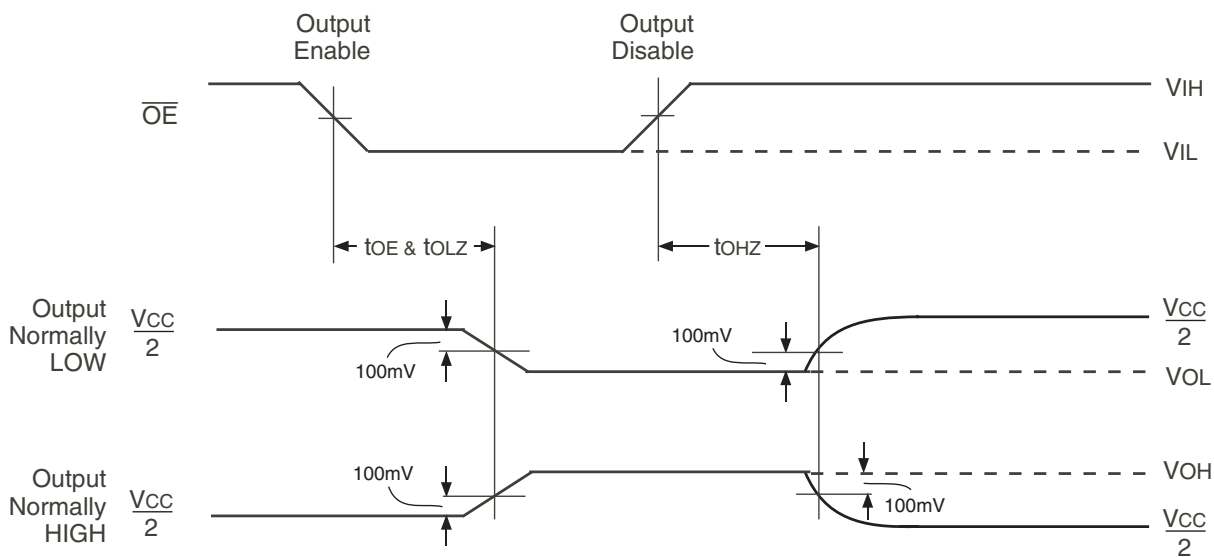 Output
Enable
Output
Disable
OE
VIH
VIL
tOE & tOLZ
tOHZ
Output
Normally
LOW
VCC
2
100mV
100mV
VCC
2
VOL
Output
Normally
HIGH
VCC
2
100mV
VOH
100mV
VCC
2